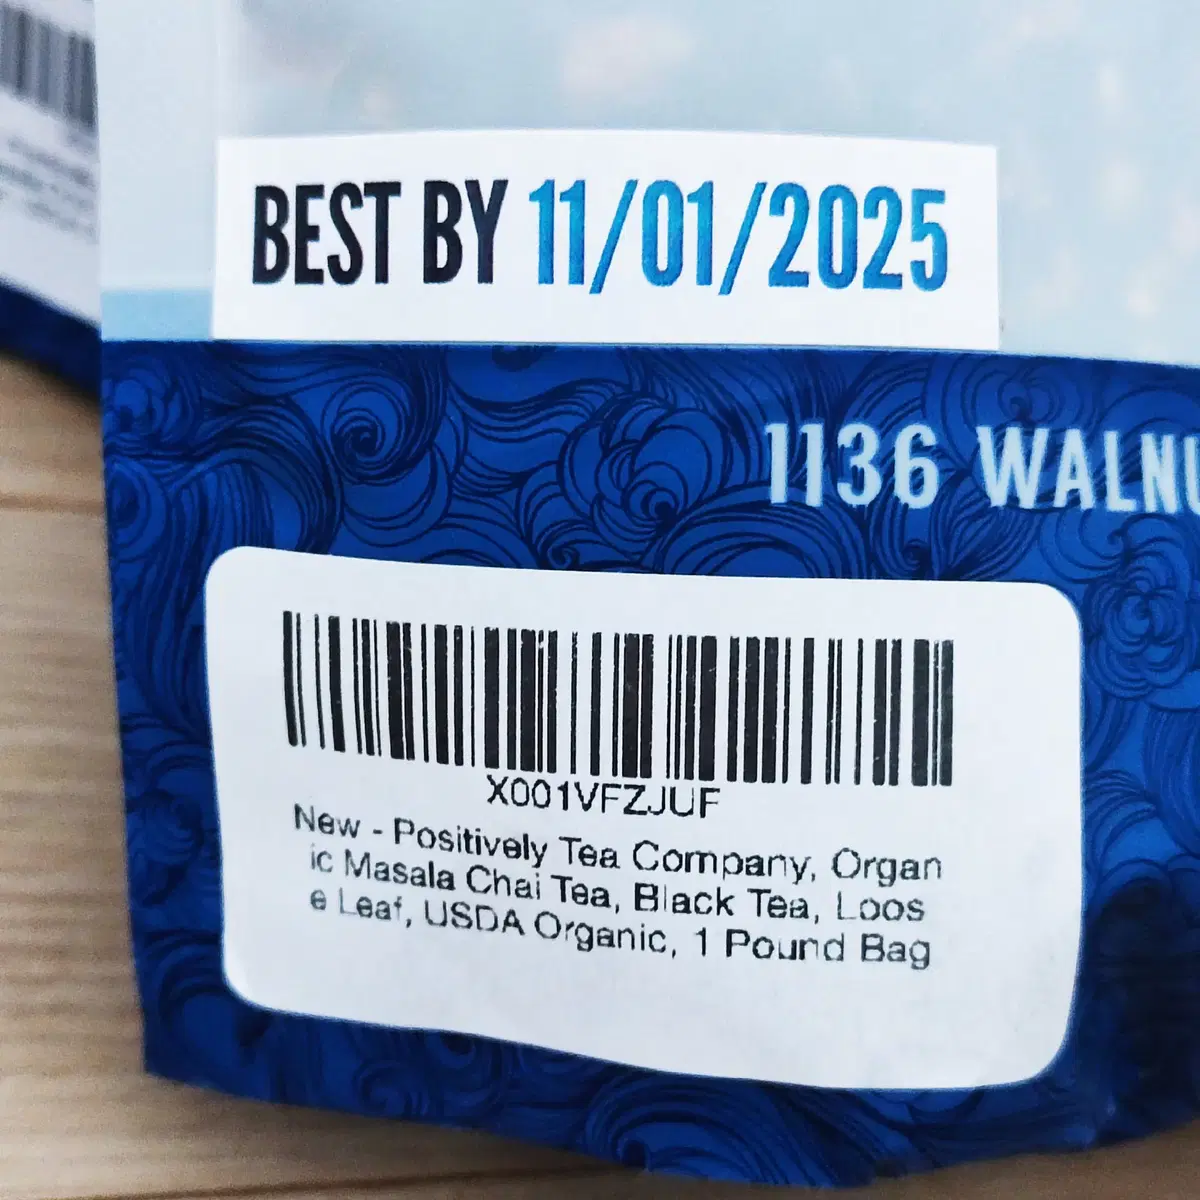 BEST BY 11/01/2025
1136 WALNU
X001VFZJUF
New - Positively Tea Company, Organ
ic Masala Chai Tea, Black Tea, Loos
e Leaf, USDA Organic, 1 Pound Bag